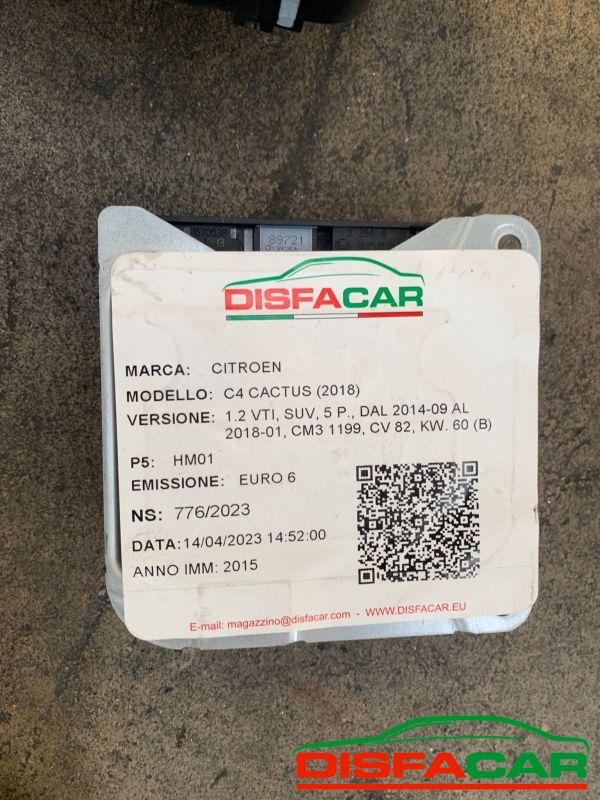 89721
DISFACAR
MARCA: CITROEN
MODELLO: C4 CACTUS (2018)
VERSIONE: 1.2 VTI, SUV, 5 P., DAL 2014-09 AL
2018-01, CM3 1199, CV 82, KW. 60 (B)
P5: HM01
EMISSIONE: EURO 6
NS: 776/2023
DATA:14/04/2023 14:52:00
ANNO IMM: 2015
E-mail: magazzino@disfacar.com - WWW.DISFACAR.EU
DISFACAR